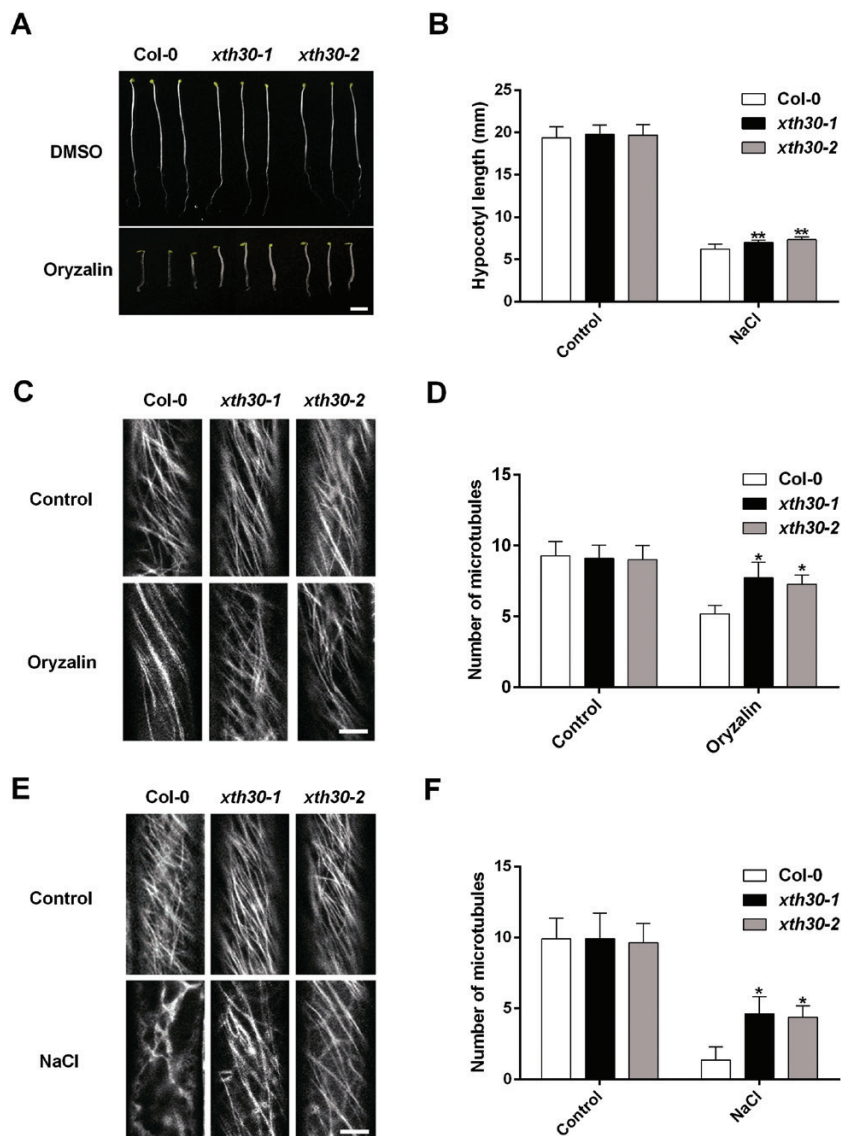 A
Col-0 xth30-1 xth30-2
DMSO
Oryzalin
B
Hypocotyl length (mm)
25
20
15
10
5
0
Col-0
xth30-1
xth30-2
**
**
Control
NaCl
C
Col-0 xth30-1 xth30-2
Control
Oryzalin
D
Number of microtubules
15
10
5
0
Col-0
xth30-1
xth30-2
*
*
Control
Oryzalin
E
Col-0 xth30-1 xth30-2
Control
NaCl
F
Number of microtubules
15
10
5
0
Col-0
xth30-1
xth30-2
*
*
Control
NaCl